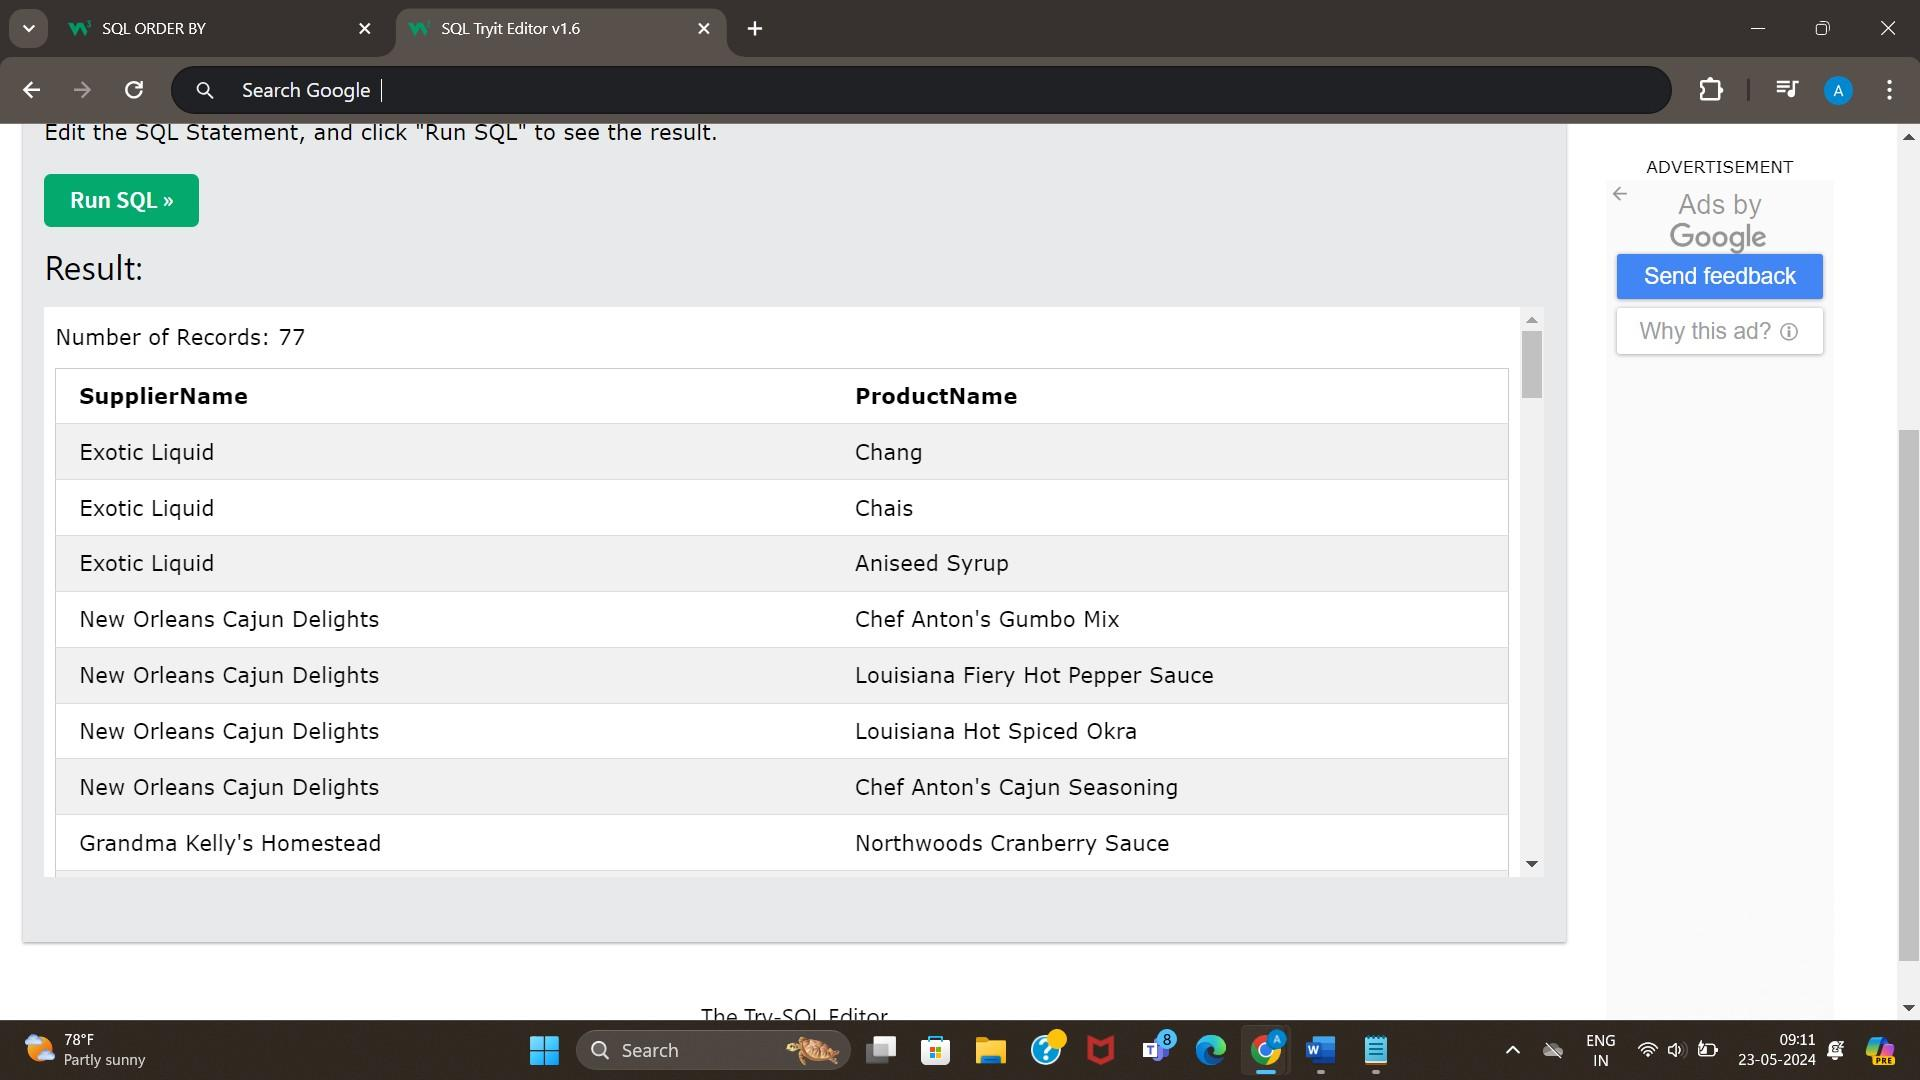 SQL ORDER BY
SQL Tryit Editor v1.6
Search Google
A
Edit the SQL Statement, and click "Run SQL" to see the result.
Run SQL »
Result:
Number of Records: 77
SupplierName ProductName
Exotic Liquid Chang
Exotic Liquid Chais
Exotic Liquid Aniseed Syrup
New Orleans Cajun Delights Chef Anton's Gumbo Mix
New Orleans Cajun Delights Louisiana Fiery Hot Pepper Sauce
New Orleans Cajun Delights Louisiana Hot Spiced Okra
New Orleans Cajun Delights Chef Anton's Cajun Seasoning
Grandma Kelly's Homestead Northwoods Cranberry Sauce
ADVERTISEMENT
Ads by
Google
Send feedback
Why this ad?
The Try-SQL Editor
78°F
Partly sunny
Search
8
A
ENG
IN
09:11
23-05-2024
PRE